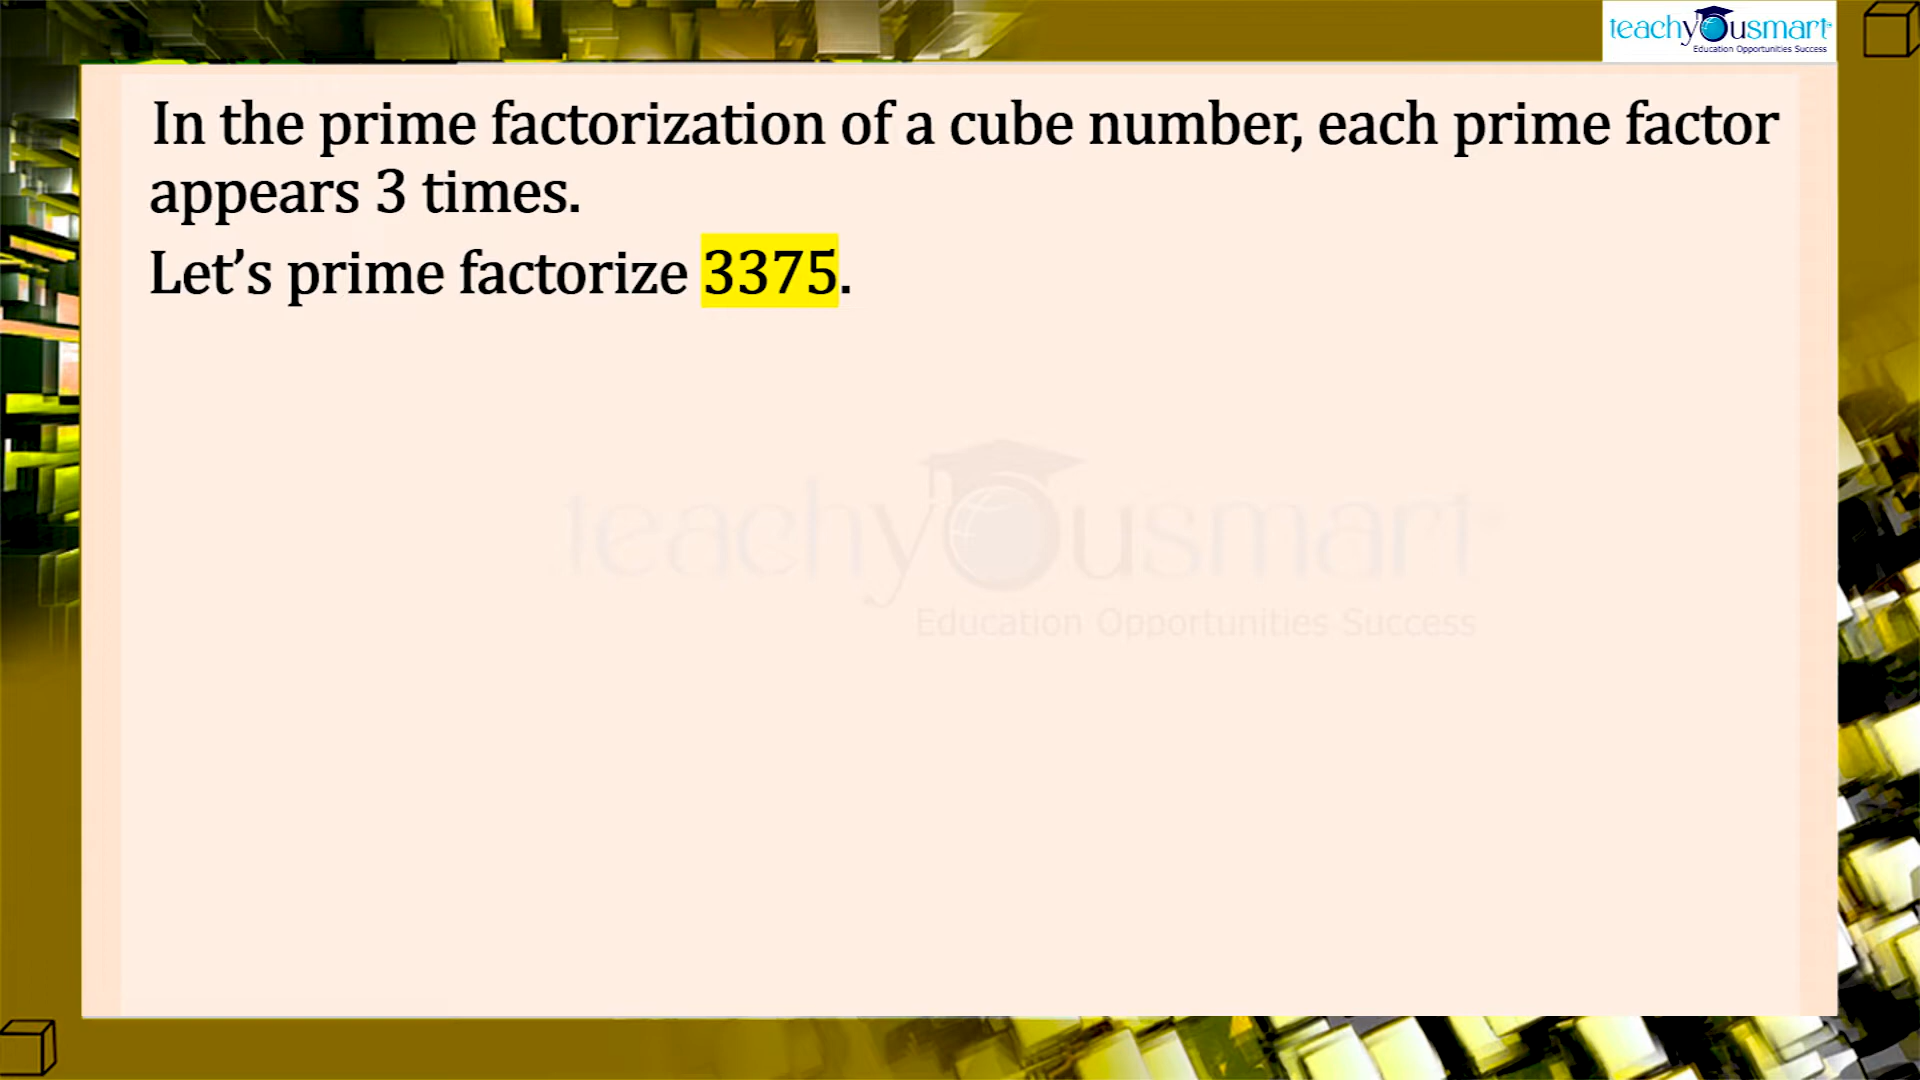 teachyousmart
Education Opportunities Success
In the prime factorization of a cube number, each prime factor
appears 3 times.
Let’s prime factorize 3375.
teachyousmart
Education Opportunities Success